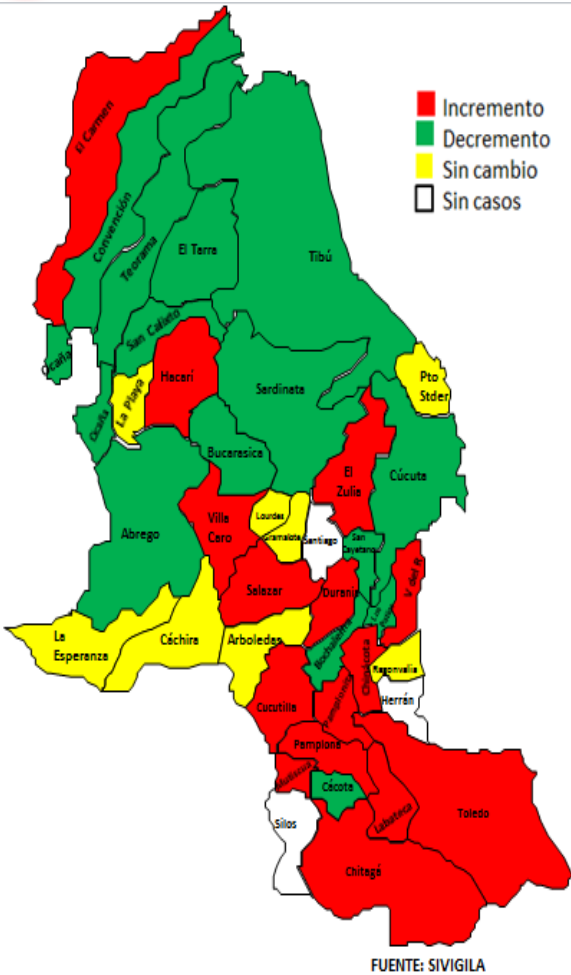 Incremento
Decremento
Sin cambio
Sin casos
El Carmen
Convención
Teorama
El Tarra
Tibú
San Calixto
Ocaña
Hacarí
La Playa
Ocaña
Sardinata
Pto
Stder
Bucarasica
El
Zulia
Cúcuta
Abrego
Villa
Caro
Lourdes
Gramalote
Santiago
San
Cayetano
V del R
Salazar
Durania
Los
La
Esperanza
Cáchira
Arboledas
Bochalema
Chinácota
Ragonvalia
Herrán
Cucutilla
Pamplonita
Pamplona
Mutiscua
Cácota
Labateca
Toledo
Silos
Chitagá
FUENTE: SIVIGILA